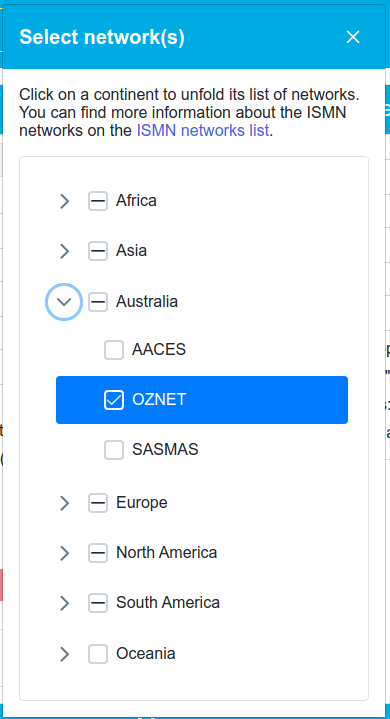 Select network(s)
Click on a continent to unfold its list of networks.
You can find more information about the ISMN
networks on the ISMN networks list.
Africa
Asia
Australia
AACES
OZNET
SASMAS
Europe
North America
South America
Oceania